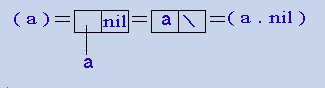 ( a ) = nil = a \ = ( a . nil )
a